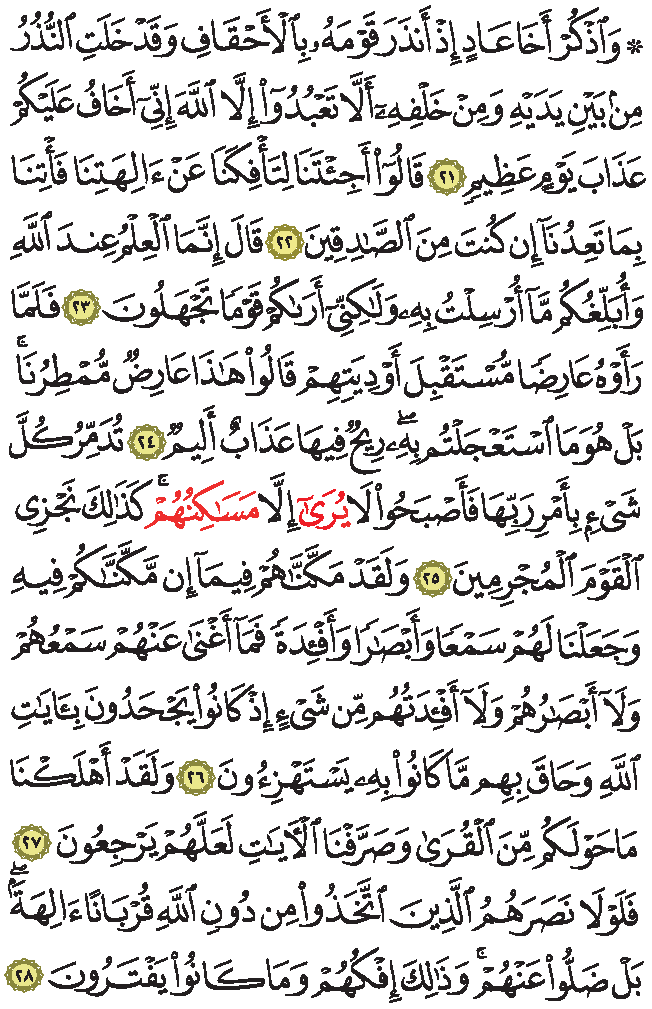 * وَٱذْكُرْ أَخَا عَادٍ إِذْ أَنذَرَ قَوْمَهُۥ بِٱلْأَحْقَافِ وَقَدْ خَلَتِ ٱلنُّذُرُ
مِنۢ بَيْنِ يَدَيْهِ وَمِنْ خَلْفِهِۦٓ أَلَّا تَعْبُدُوٓا۟ إِلَّا ٱللَّهَ إِنِّىٓ أَخَافُ عَلَيْكُمْ
عَذَابَ يَوْمٍ عَظِيمٍ ٢١ قَالُوٓا۟ أَجِئْتَنَا لِتَأْفِكَنَا عَنْ ءَالِهَتِنَا فَأْتِنَا
بِمَا تَعِدُنَآ إِن كُنتَ مِنَ ٱلصَّـٰدِقِينَ ٢٢ قَالَ إِنَّمَا ٱلْعِلْمُ عِندَ ٱللَّهِ
وَأُبَلِّغُكُم مَّآ أُرْسِلْتُ بِهِۦ وَلَـٰكِنِّىٓ أَرَىٰكُمْ قَوْمًا تَجْهَلُونَ ٢٣ فَلَمَّا
رَأَوْهُ عَارِضًا مُّسْتَقْبِلَ أَوْدِيَتِهِمْ قَالُوا۟ هَـٰذَا عَارِضٌ مُّمْطِرُنَا ۚ
بَلْ هُوَ مَا ٱسْتَعْجَلْتُم بِهِۦ ۖ رِيحٌ فِيهَا عَذَابٌ أَلِيمٌ ٢٤ تُدَمِّرُ كُلَّ
شَىْءٍۭ بِأَمْرِ رَبِّهَا فَأَصْبَحُوا۟ لَا يُرَىٰٓ إِلَّا مَسَـٰكِنُهُمْ ۚ كَذَٰلِكَ نَجْزِى
ٱلْقَوْمَ ٱلْمُجْرِمِينَ ٢٥ وَلَقَدْ مَكَّنَّـٰهُمْ فِيمَآ إِن مَّكَّنَّـٰكُمْ فِيهِ
وَجَعَلْنَا لَهُمْ سَمْعًا وَأَبْصَـٰرًا وَأَفْـِٔدَةً فَمَآ أَغْنَىٰ عَنْهُمْ سَمْعُهُمْ
وَلَآ أَبْصَـٰرُهُمْ وَلَآ أَفْـِٔدَتُهُم مِّن شَىْءٍ إِذْ كَانُوا۟ يَجْحَدُونَ بِـَٔايَـٰتِ
ٱللَّهِ وَحَاقَ بِهِم مَّا كَانُوا۟ بِهِۦ يَسْتَهْزِءُونَ ٢٦ وَلَقَدْ أَهْلَكْنَا
مَا حَوْلَكُم مِّنَ ٱلْقُرَىٰ وَصَرَّفْنَا ٱلْـَٔايَـٰتِ لَعَلَّهُمْ يَرْجِعُونَ ٢٧
فَلَوْلَا نَصَرَهُمُ ٱلَّذِينَ ٱتَّخَذُوا۟ مِن دُونِ ٱللَّهِ قُرْبَانًا ءَالِهَةًۢ ۖ
بَلْ ضَلُّوا۟ عَنْهُمْ ۚ وَذَٰلِكَ إِفْكُهُمْ وَمَا كَانُوا۟ يَفْتَرُونَ ٢٨